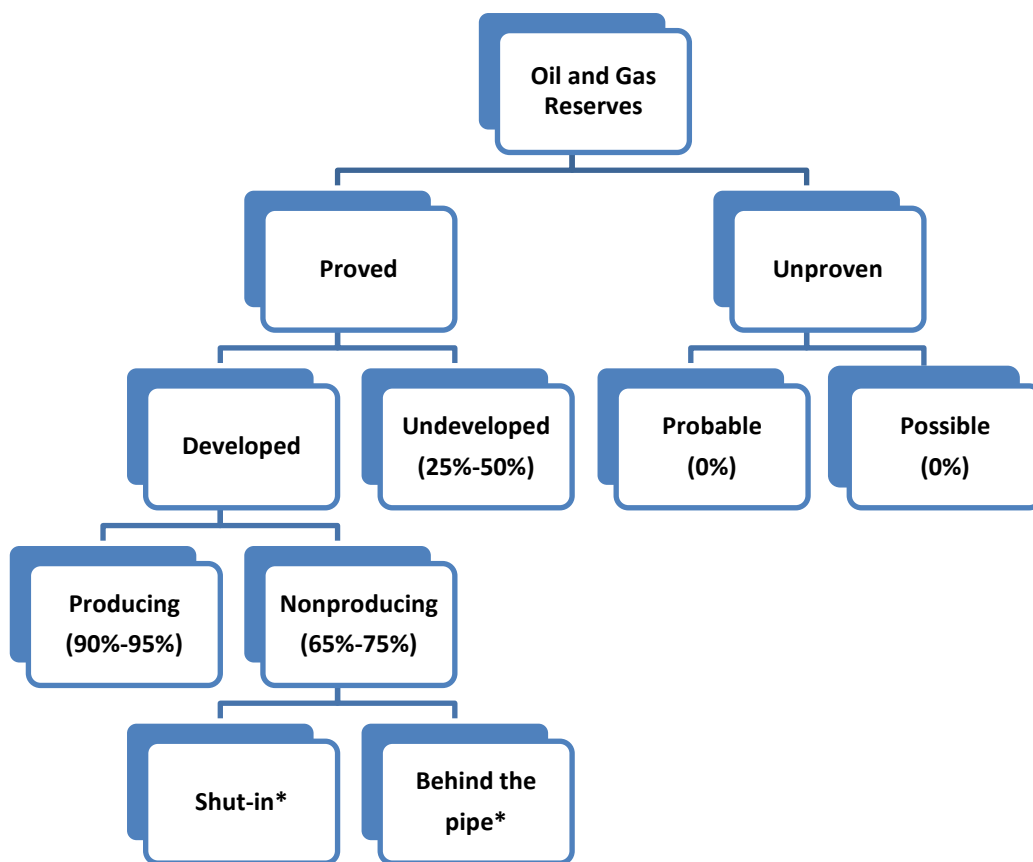 Oil and Gas
Reserves
Proved
Unproven
Developed
Undeveloped
(25%-50%)
Probable
(0%)
Possible
(0%)
Producing
(90%-95%)
Nonproducing
(65%-75%)
Shut-in*
Behind the
pipe*